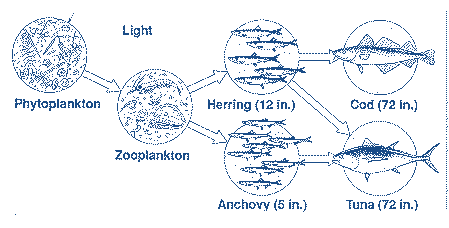 Light
Phytoplankton
Zooplankton
Herring (12 in.)
Cod (72 in.)
Anchovy (5 in.)
Tuna (72 in.)